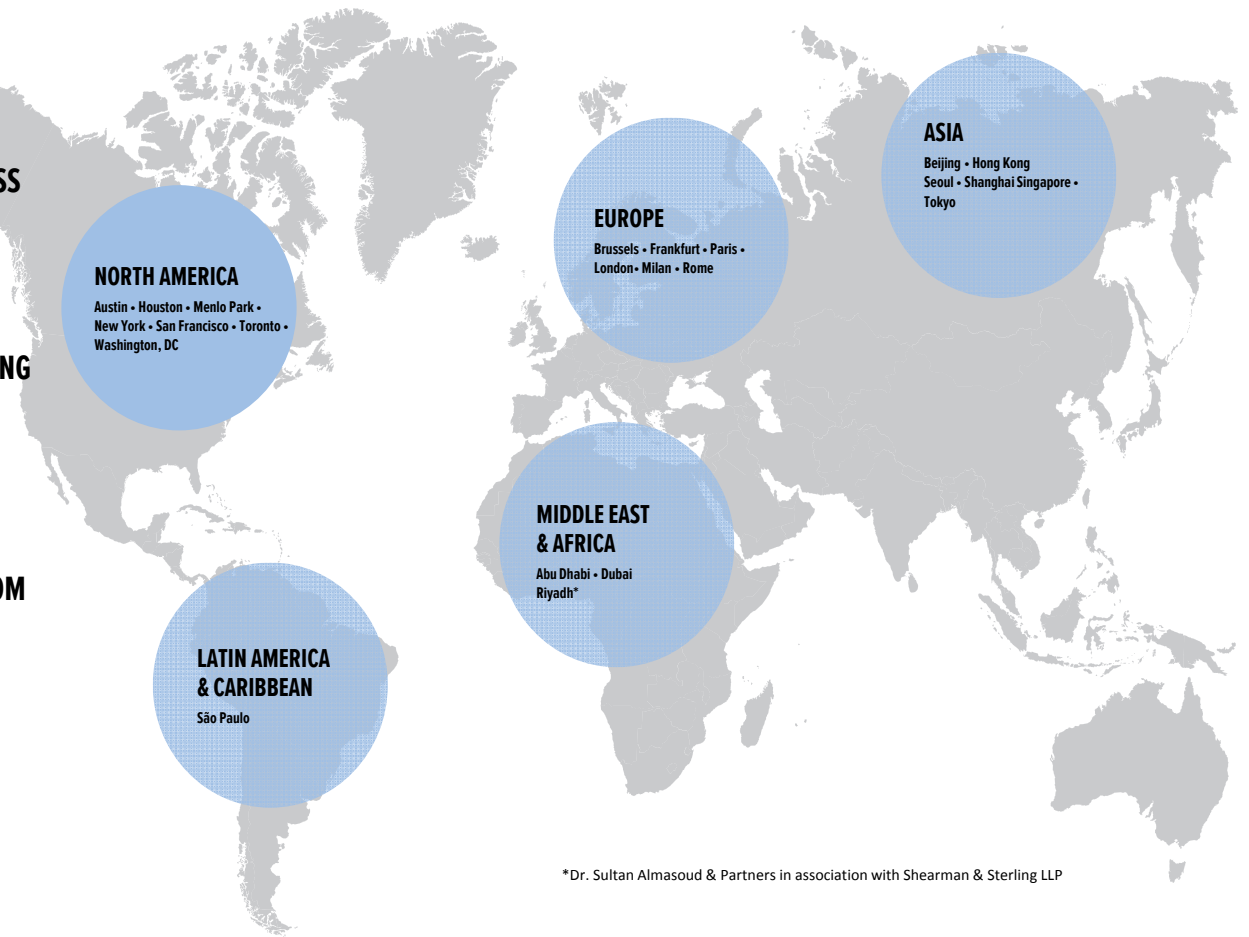 SS
NG
OM
NORTH AMERICA
Austin • Houston • Menlo Park •
New York • San Francisco • Toronto •
Washington, DC
LATIN AMERICA
& CARIBBEAN
São Paulo
EUROPE
Brussels • Frankfurt • Paris •
London• Milan • Rome
MIDDLE EAST
& AFRICA
Abu Dhabi • Dubai
Riyadh*
ASIA
Beijing • Hong Kong
Seoul • Shanghai Singapore •
Tokyo
*Dr. Sultan Almasoud & Partners in association with Shearman & Sterling LLP